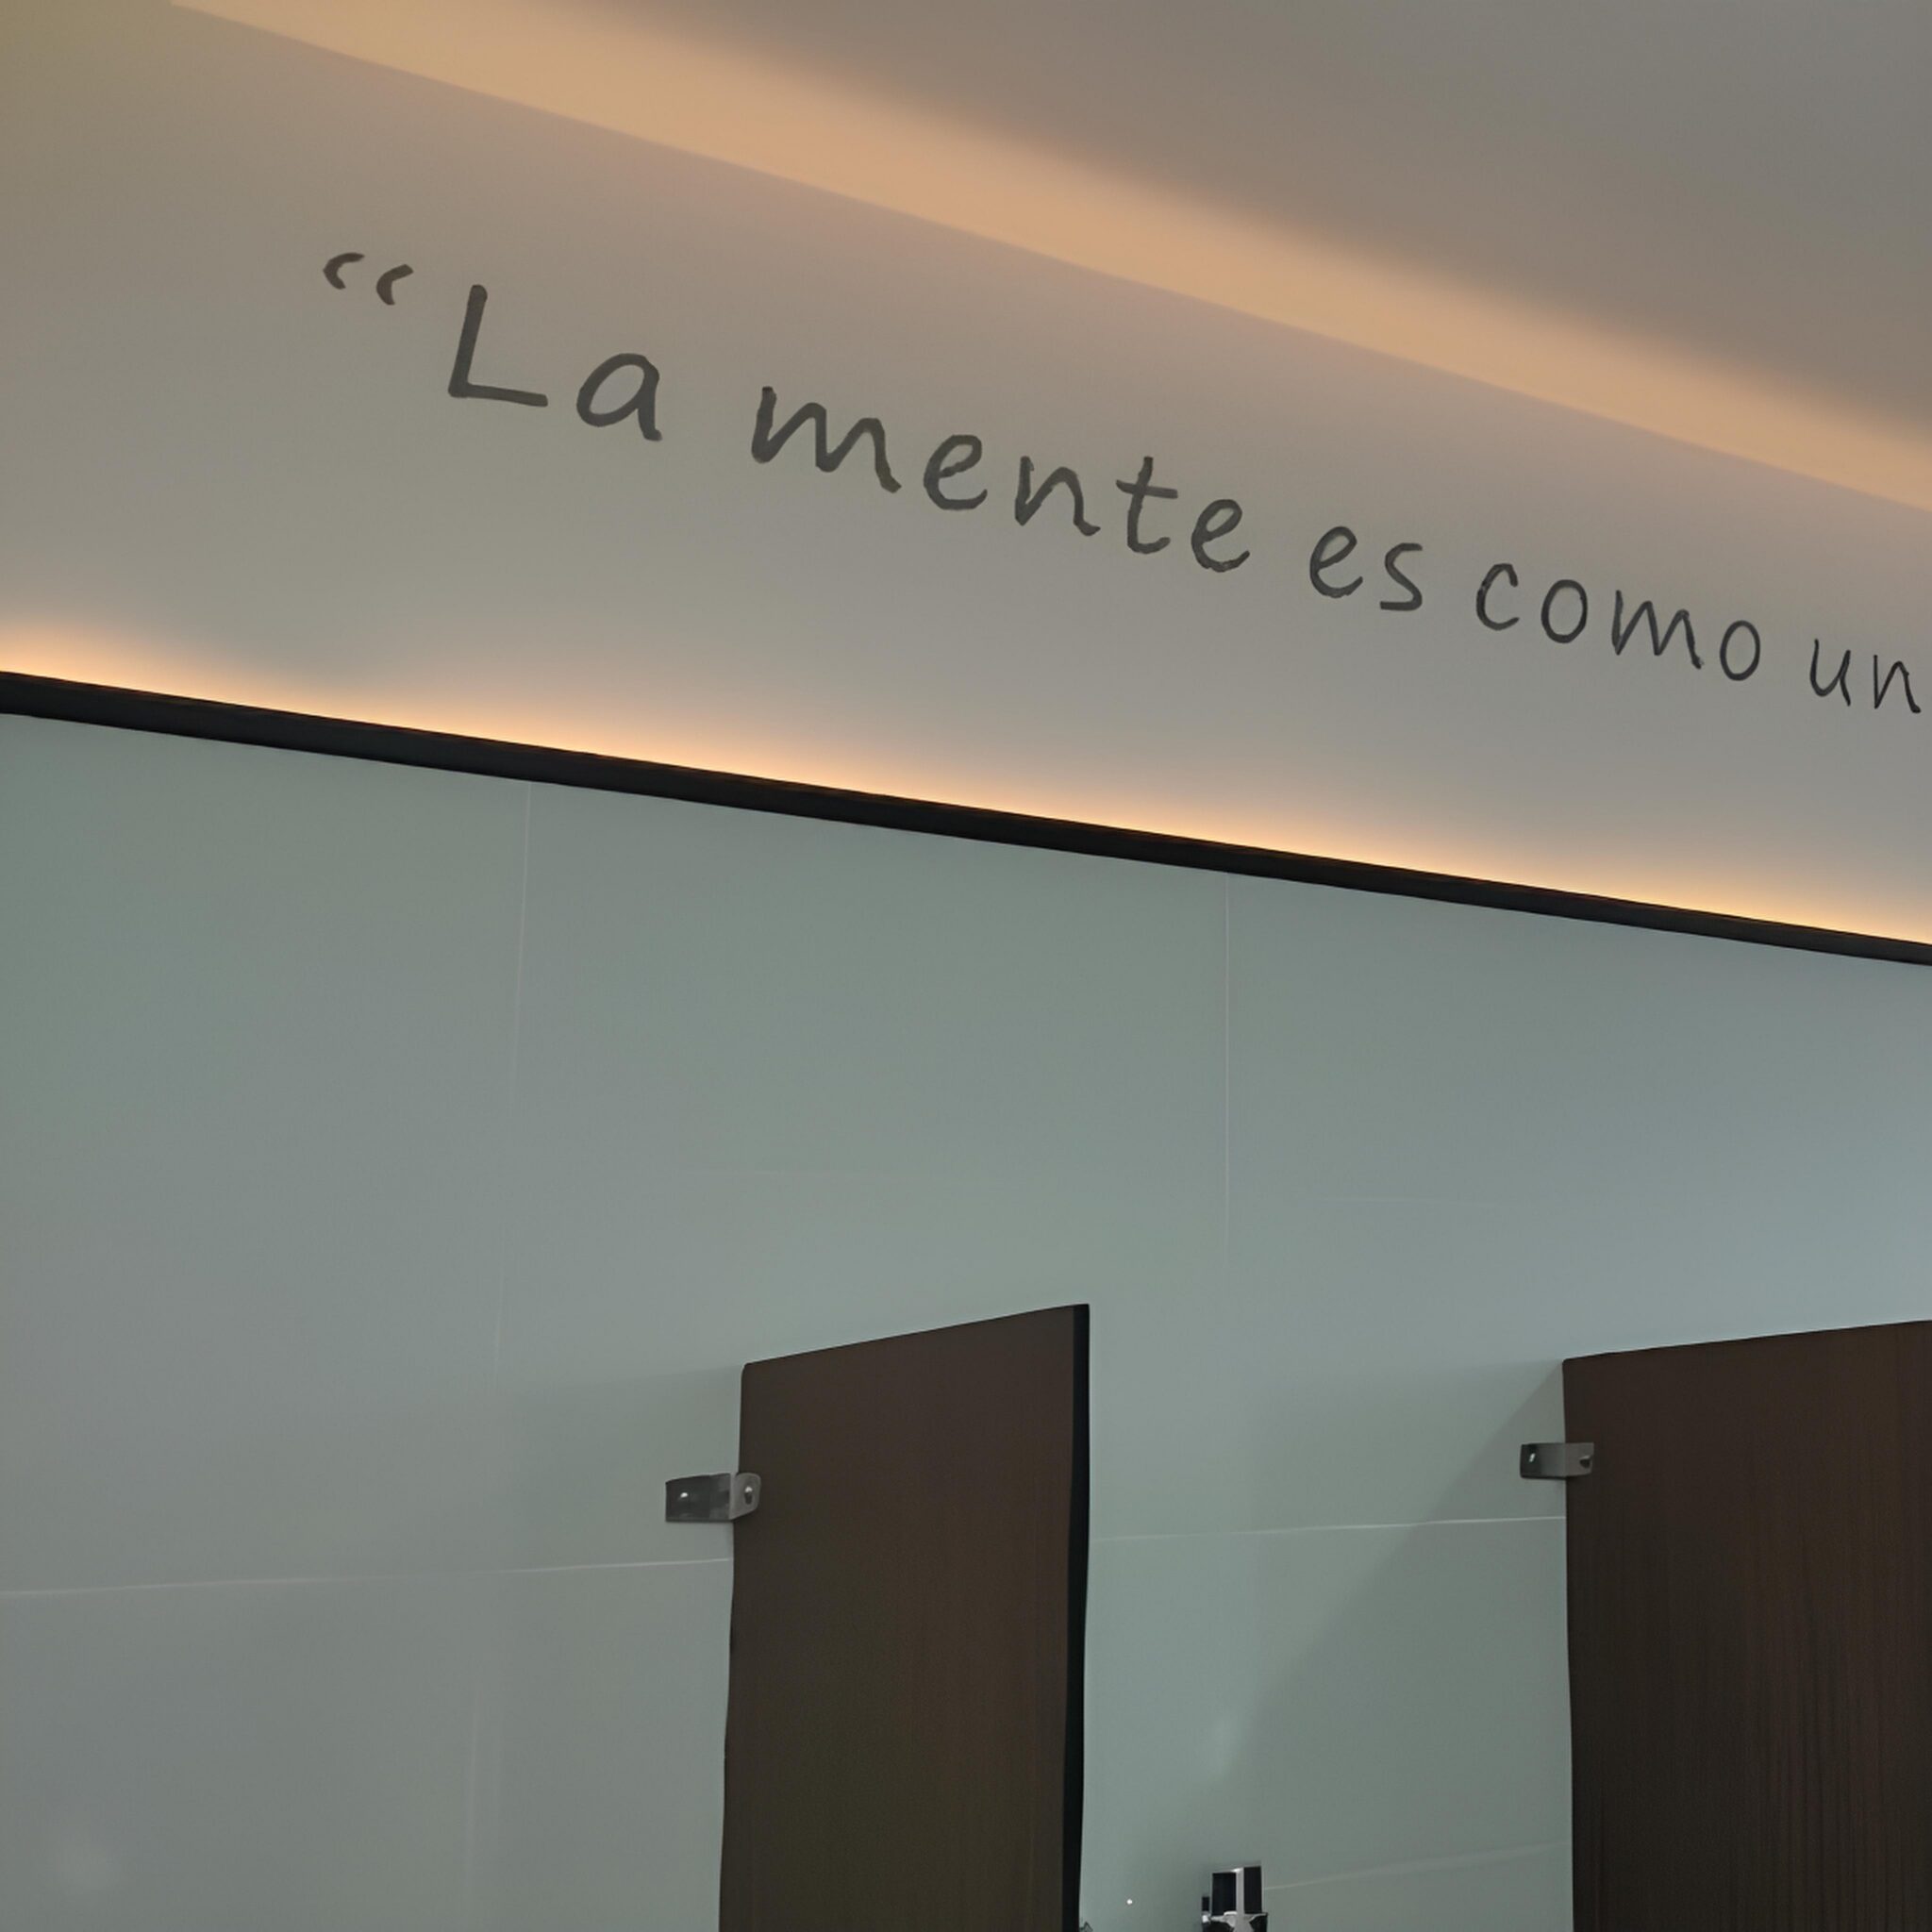 “La mente es como un